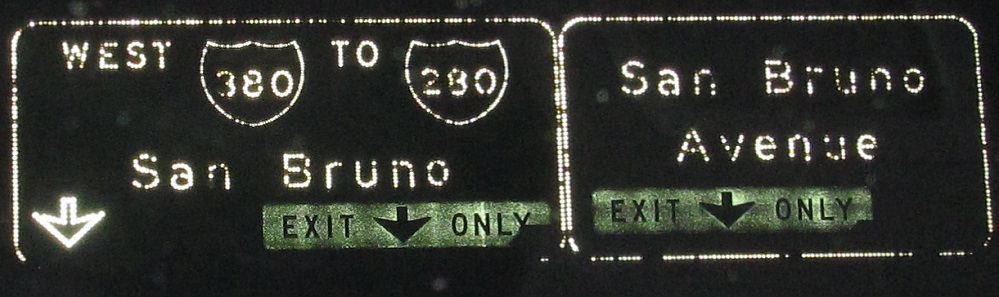 WEST 380 TO 280
San Bruno
EXIT ONLY
San Bruno
Avenue
EXIT ONLY